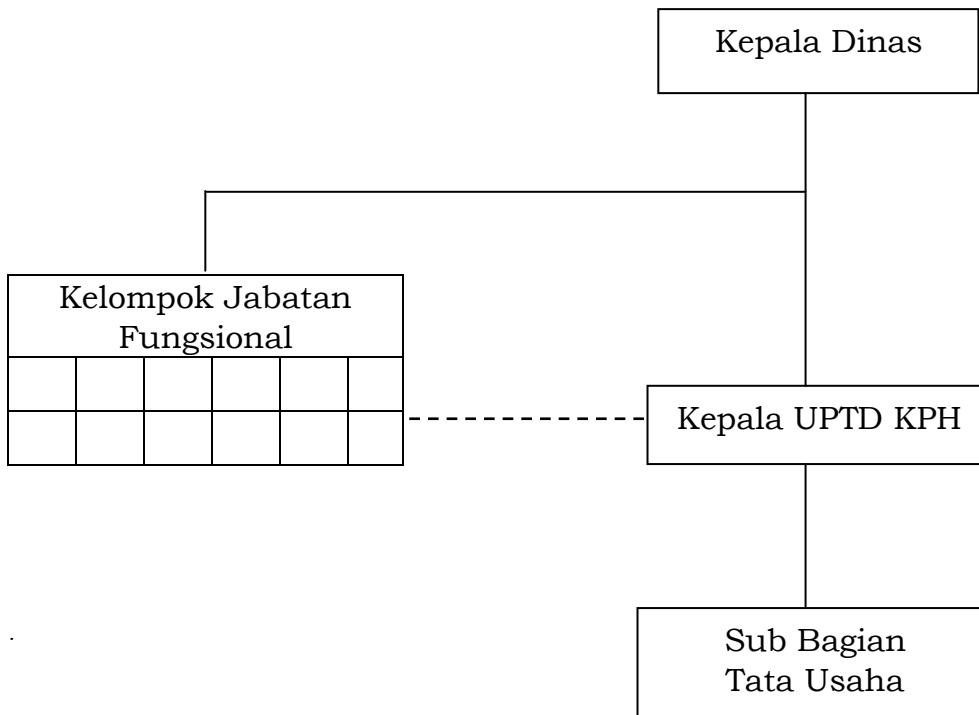 Kepala Dinas
Kelompok Jabatan
Fungsional
Kepala UPTD KPH
Sub Bagian
Tata Usaha